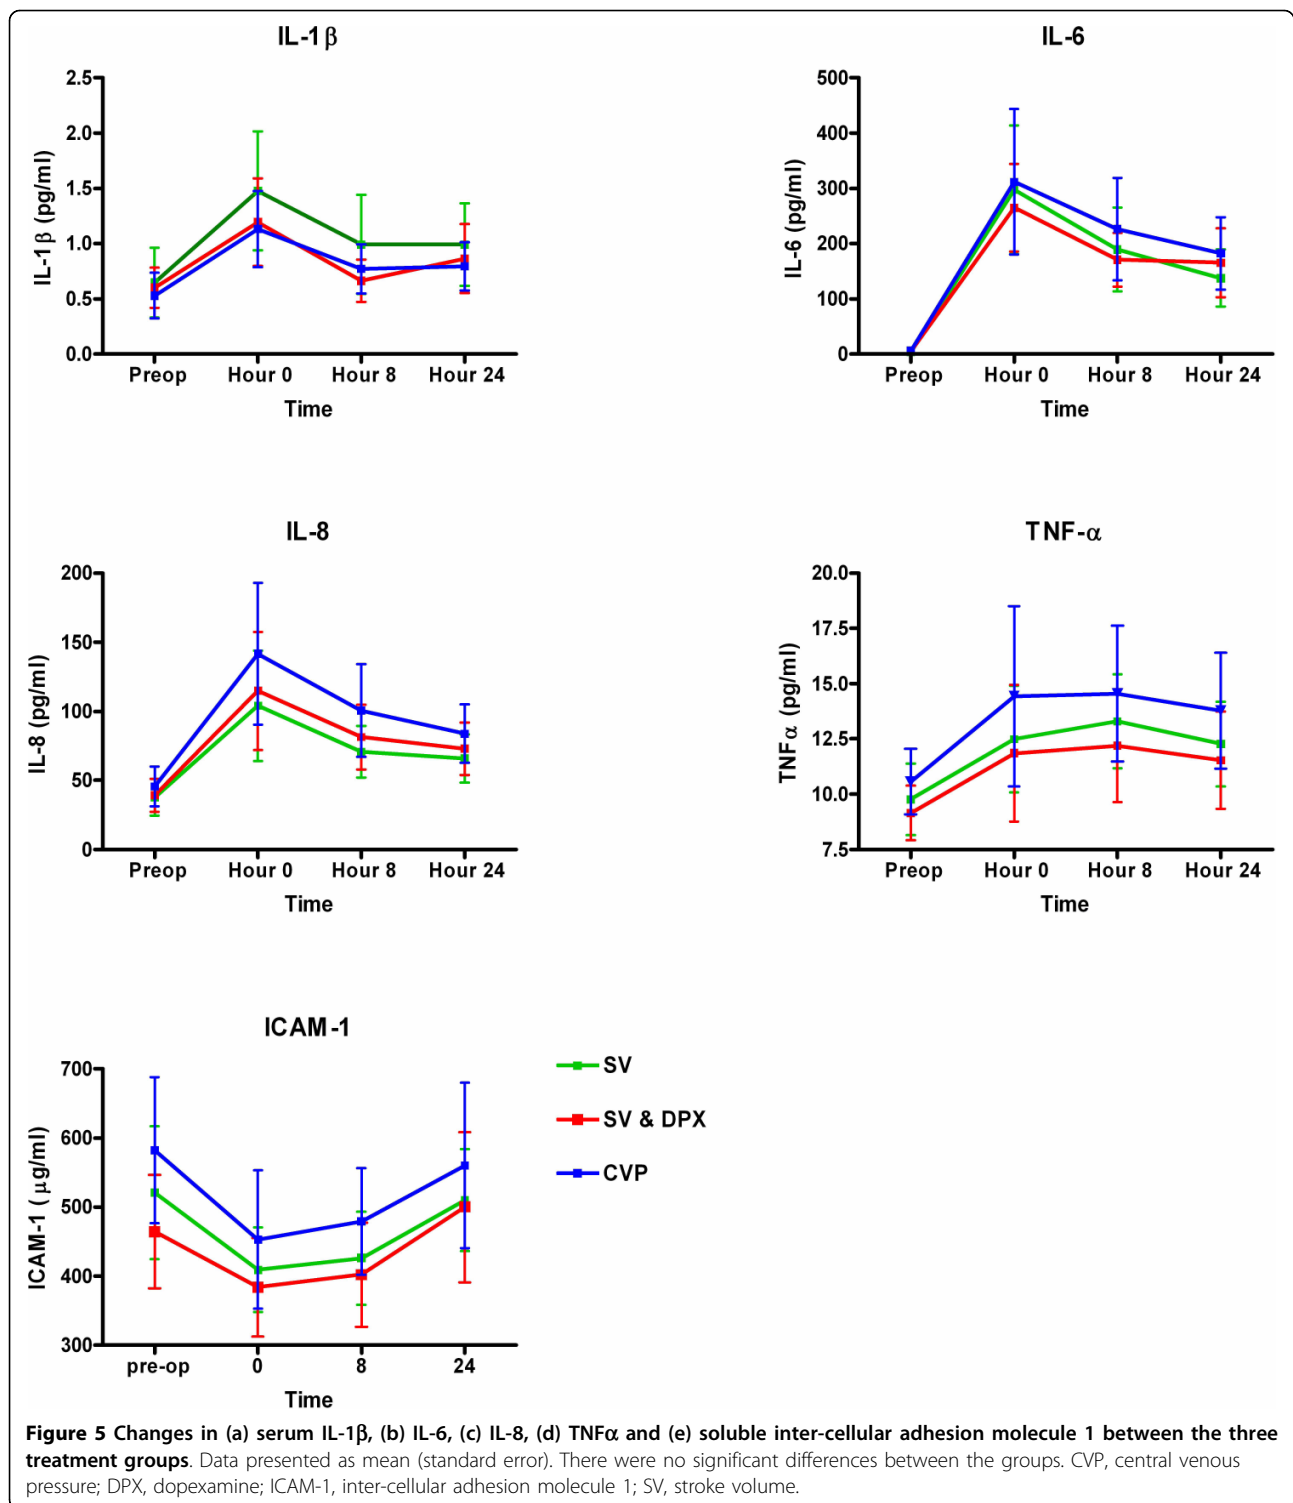 IL-1β
2.5
2.0
1.5
1.0
0.5
0.0
IL-1β (pg/ml)
Preop Hour 0 Hour 8 Hour 24
Time
IL-6
500
400
300
200
100
0
IL-6 (pg/ml)
Preop Hour 0 Hour 8 Hour 24
Time
IL-8
200
150
100
50
0
IL-8 (pg/ml)
Preop Hour 0 Hour 8 Hour 24
Time
TNF-α
20.0
17.5
15.0
12.5
10.0
7.5
TNFα (pg/ml)
Preop Hour 0 Hour 8 Hour 24
Time
ICAM-1
700
600
500
400
300
ICAM-1 ( μg/ml)
pre-op 0 8 24
Time
SV
SV & DPX
CVP
Figure 5 Changes in (a) serum IL-1β, (b) IL-6, (c) IL-8, (d) TNFα and (e) soluble inter-cellular adhesion molecule 1 between the three
treatment groups. Data presented as mean (standard error). There were no significant differences between the groups. CVP, central venous
pressure; DPX, dopexamine; ICAM-1, inter-cellular adhesion molecule 1; SV, stroke volume.